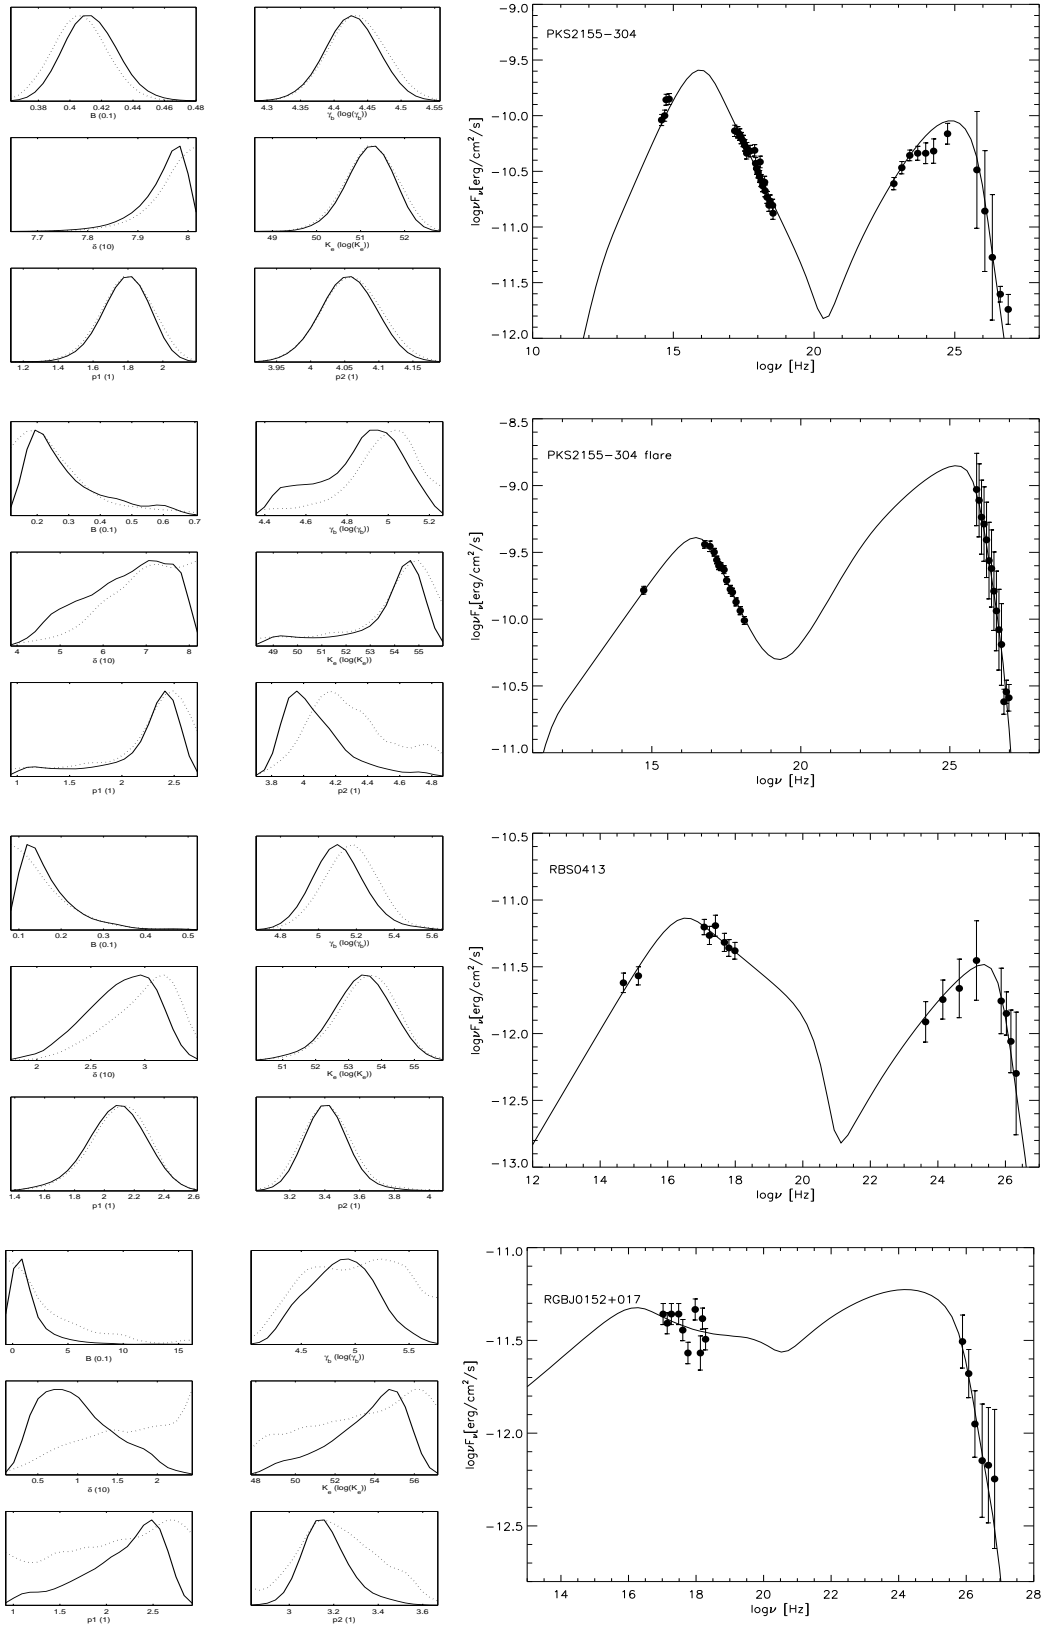 PKS2155−304
−9.0
−9.5
−10.0
−10.5
−11.0
−11.5
−12.0
logνFν[erg/cm²/s]
10 15 20 25
logν [Hz]
0.38 0.4 0.42 0.44 0.46 0.48
B (0.1)
4.3 4.35 4.4 4.45 4.5 4.55
γb (log(γb))
7.7 7.8 7.9 8
δ (10)
49 50 51 52
Ke (log(Ke))
1.2 1.4 1.6 1.8 2
p1 (1)
3.95 4 4.05 4.1 4.15
p2 (1)
PKS2155−304 flare
−8.5
−9.0
−9.5
−10.0
−10.5
−11.0
logνFν[erg/cm²/s]
15 20 25
logν [Hz]
0.2 0.3 0.4 0.5 0.6 0.7
B (0.1)
4.4 4.6 4.8 5 5.2
γb (log(γb))
4 5 6 7 8
δ (10)
49 50 51 52 53 54 55
Ke (log(Ke))
1 1.5 2 2.5
p1 (1)
3.8 4 4.2 4.4 4.6 4.8
p2 (1)
RBS0413
−10.5
−11.0
−11.5
−12.0
−12.5
−13.0
logνFν[erg/cm²/s]
12 14 16 18 20 22 24 26
logν [Hz]
0.1 0.2 0.3 0.4 0.5
B (0.1)
4.8 5 5.2 5.4 5.6
γb (log(γb))
2 2.5 3
δ (10)
51 52 53 54 55
Ke (log(Ke))
1.4 1.6 1.8 2 2.2 2.4 2.6
p1 (1)
3.2 3.4 3.6 3.8 4
p2 (1)
RGBJ0152+017
−11.0
−11.5
−12.0
−12.5
logνFν[erg/cm²/s]
14 16 18 20 22 24 26 28
logν [Hz]
0 5 10 15
B (0.1)
4.5 5 5.5
γb (log(γb))
0.5 1 1.5 2
δ (10)
48 50 52 54 56
Ke (log(Ke))
1 1.5 2 2.5
p1 (1)
3 3.2 3.4 3.6
p2 (1)